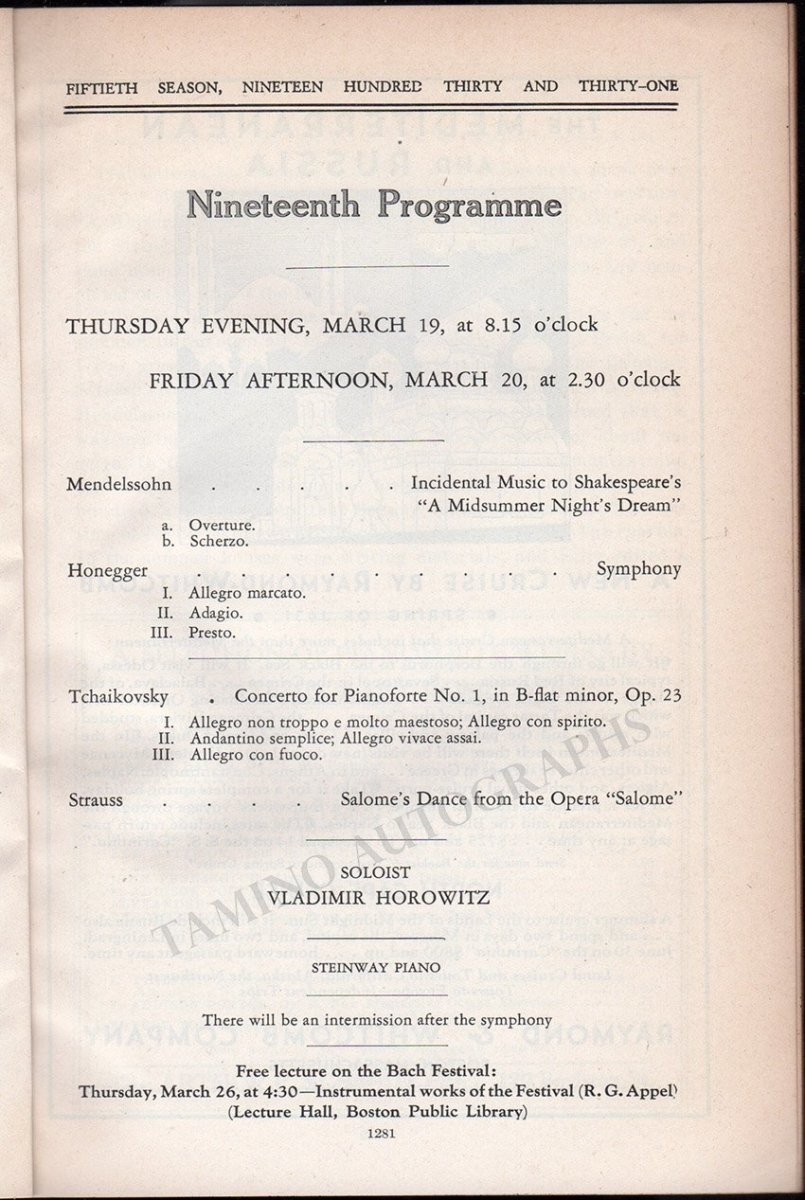 FIFTIETH SEASON, NINETEEN HUNDRED THIRTY AND THIRTY-ONE
Nineteenth Programme
THURSDAY EVENING, MARCH 19, at 8.15 o'clock
FRIDAY AFTERNOON, MARCH 20, at 2.30 o'clock
Mendelssohn . . . . . Incidental Music to Shakespeare's
"A Midsummer Night's Dream"
a. Overture.
b. Scherzo.
Honegger . . . . . . . . . Symphony
I. Allegro marcato.
II. Adagio.
III. Presto.
Tchaikovsky . Concerto for Pianoforte No. 1, in B-flat minor, Op. 23
I. Allegro non troppo e molto maestoso; Allegro con spirito.
II. Andantino semplice; Allegro vivace assai.
III. Allegro con fuoco.
Strauss . . . . Salome's Dance from the Opera "Salome"
SOLOIST
VLADIMIR HOROWITZ
STEINWAY PIANO
There will be an intermission after the symphony
Free lecture on the Bach Festival:
Thursday, March 26, at 4:30—Instrumental works of the Festival (R. G. Appel)
(Lecture Hall, Boston Public Library)
1281
TAMINO AUTOGRAPHS